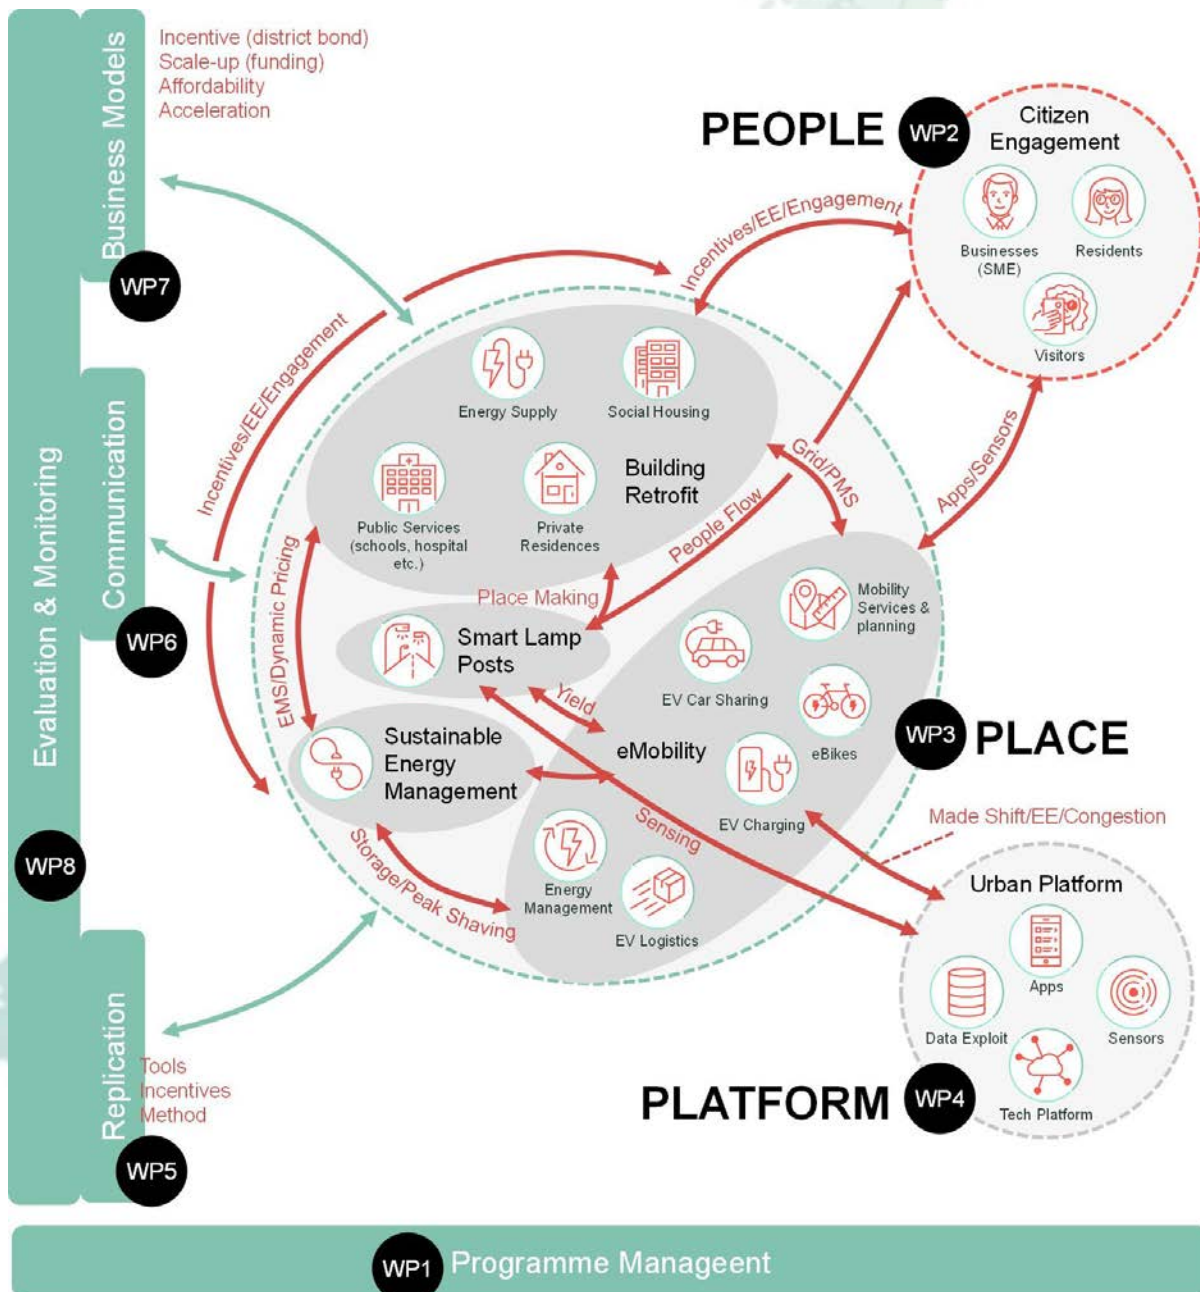 Business Models
Incentive (district bond)
Scale-up (funding)
Affordability
Acceleration
WP7
PEOPLE
WP2
Citizen
Engagement
Businesses
(SME)
Residents
Visitors
Incentives/EE/Engagement
Incentives/EE/Engagement
Energy Supply
Social Housing
Building
Retrofit
Public Services
(schools, hospital
etc.)
Private
Residences
Grid/PMS
People Flow
Apps/Sensors
Evaluation & Monitoring
WP8
Communication
WP6
EMS/Dynamic Pricing
Place Making
Smart Lamp
Posts
Yield
Mobility
Services &
planning
EV Car Sharing
eBikes
eMobility
EV Charging
WP3
PLACE
Sustainable
Energy
Management
Sensing
Storage/Peak Shaving
Energy
Management
EV Logistics
Made Shift/EE/Congestion
Urban Platform
Apps
Data Exploit
Sensors
Tech Platform
PLATFORM
WP4
Replication
Tools
Incentives
Method
WP5
WP1
Programme Manageent